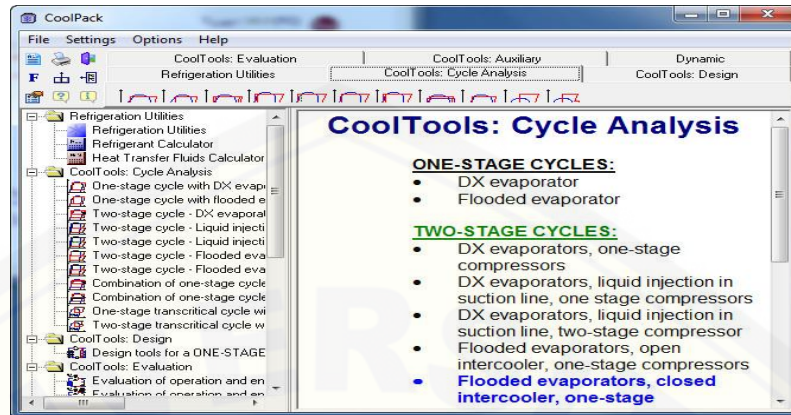 CoolPack
File Settings Options Help
CoolTools: Evaluation CoolTools: Auxiliary Dynamic
Refrigeration Utilities CoolTools: Cycle Analysis CoolTools: Design
Refrigeration Utilities
Refrigeration Utilities
Refrigerant Calculator
Heat Transfer Fluids Calculator
CoolTools: Cycle Analysis
One-stage cycle with DX evap
One-stage cycle with flooded e
Two-stage cycle - DX evaporat
Two-stage cycle - Liquid injecti
Two-stage cycle - Liquid injecti
Two-stage cycle - Flooded eva
Two-stage cycle - Flooded eva
Combination of one-stage cycle
Combination of one-stage cycle
One-stage transcritical cycle wi
Two-stage transcritical cycle w
CoolTools: Design
Design tools for a ONE-STAGE
CoolTools: Evaluation
Evaluation of operation and en
Evaluation of operation and en
CoolTools: Cycle Analysis
ONE-STAGE CYCLES:
• DX evaporator
• Flooded evaporator
TWO-STAGE CYCLES:
• DX evaporators, one-stage
compressors
• DX evaporators, liquid injection in
suction line, one stage compressors
• DX evaporators, liquid injection in
suction line, two-stage compressor
• Flooded evaporators, open
intercooler, one-stage compressors
• Flooded evaporators, closed
intercooler, one-stage